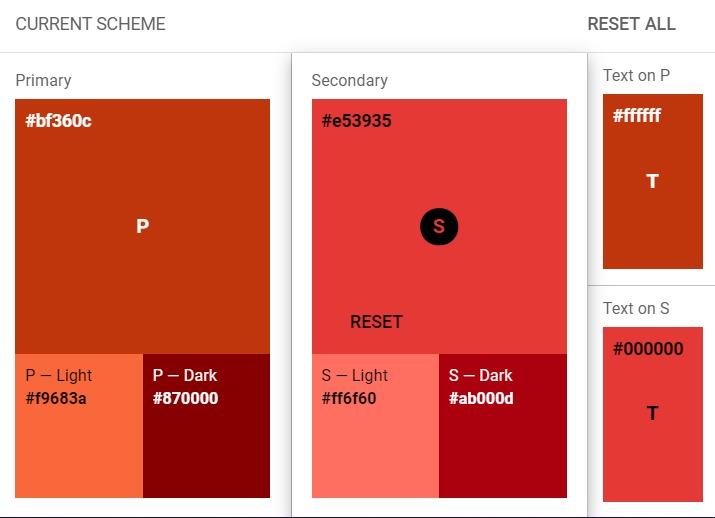 CURRENT SCHEME
RESET ALL
Primary
#bf360c
P
P — Light
#f9683a
P — Dark
#870000
Secondary
#e53935
S
RESET
S — Light
#ff6f60
S — Dark
#ab000d
Text on P
#ffffff
T
Text on S
#000000
T